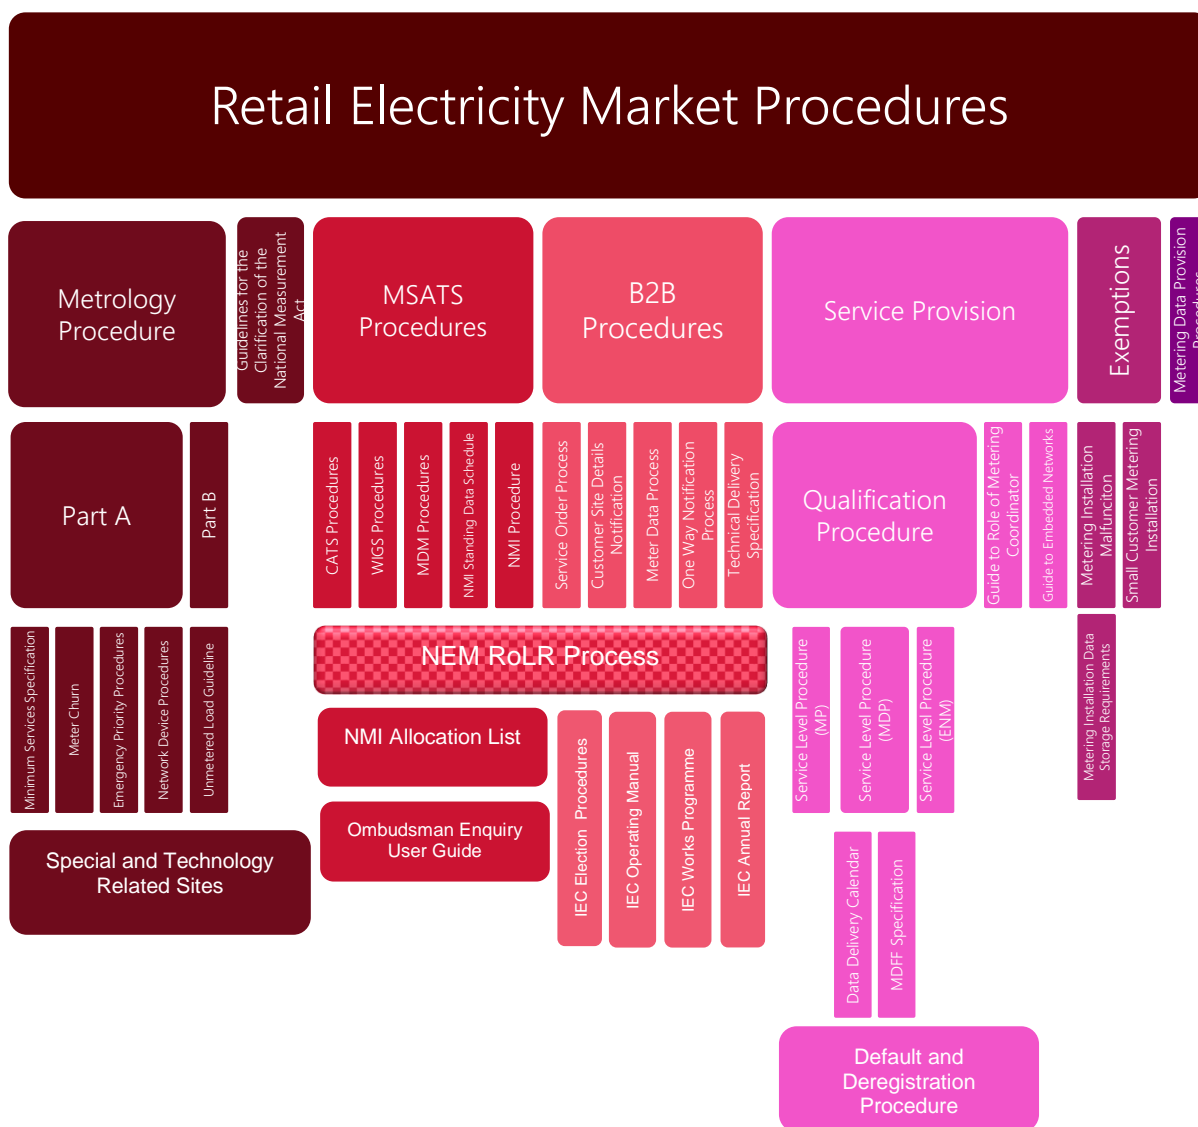 Retail Electricity Market Procedures
Metrology
Procedure
Guidelines for the
Clarification of the
National Measurement
Act
MSATS
Procedures
B2B
Procedures
Service Provision
Exemptions
Metering Data Provision
Procedures
Part A
Part B
CATS Procedures
WIGS Procedures
MDM Procedures
NMI Standing Data Schedule
NMI Procedure
Service Order Process
Customer Site Details
Notification
Meter Data Process
One Way Notification
Process
Technical Delivery
Specification
Qualification
Procedure
Guide to Role of Metering
Coordinator
Guide to Embedded Networks
Metering Installation
Malfunciton
Small Customer Metering
Installation
Minimum Services Specification
Meter Churn
Emergency Priority Procedures
Network Device Procedures
Unmetered Load Guideline
NEM RoLR Process
Service Level Procedure
(MP)
Service Level Procedure
(MDP)
Service Level Procedure
(ENM)
Metering Installation Data
Storage Requirements
NMI Allocation List
Ombudsman Enquiry
User Guide
IEC Election  Procedures
IEC Operating Manual
IEC Works Programme
IEC Annual Report
Special and Technology
Related Sites
Data Delivery Calendar
MDFF Specification
Default and
Deregistration
Procedure